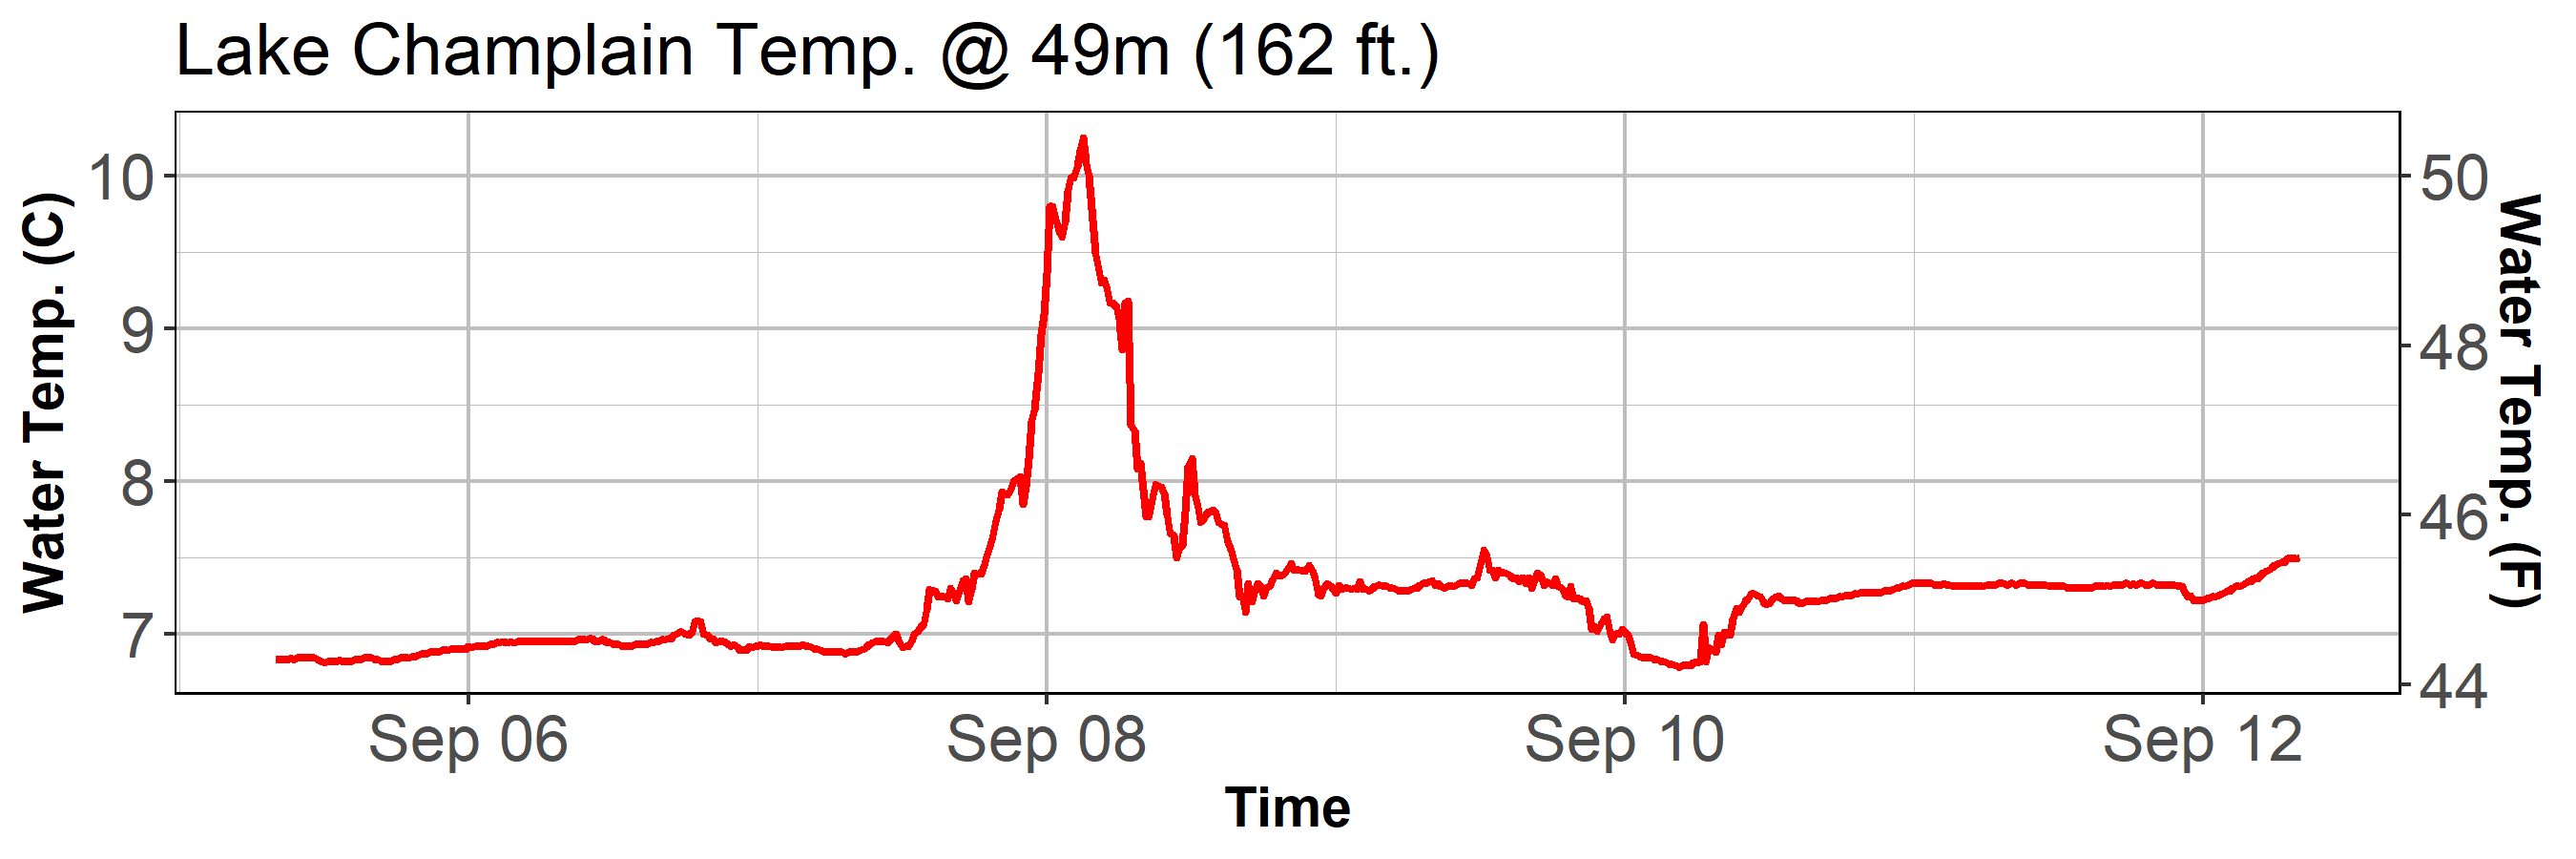 Lake Champlain Temp. @ 49m (162 ft.)
Water Temp. (C)
10
9
8
7
50
48
46
44
Water Temp. (F)
Sep 06 Sep 08 Sep 10 Sep 12
Time